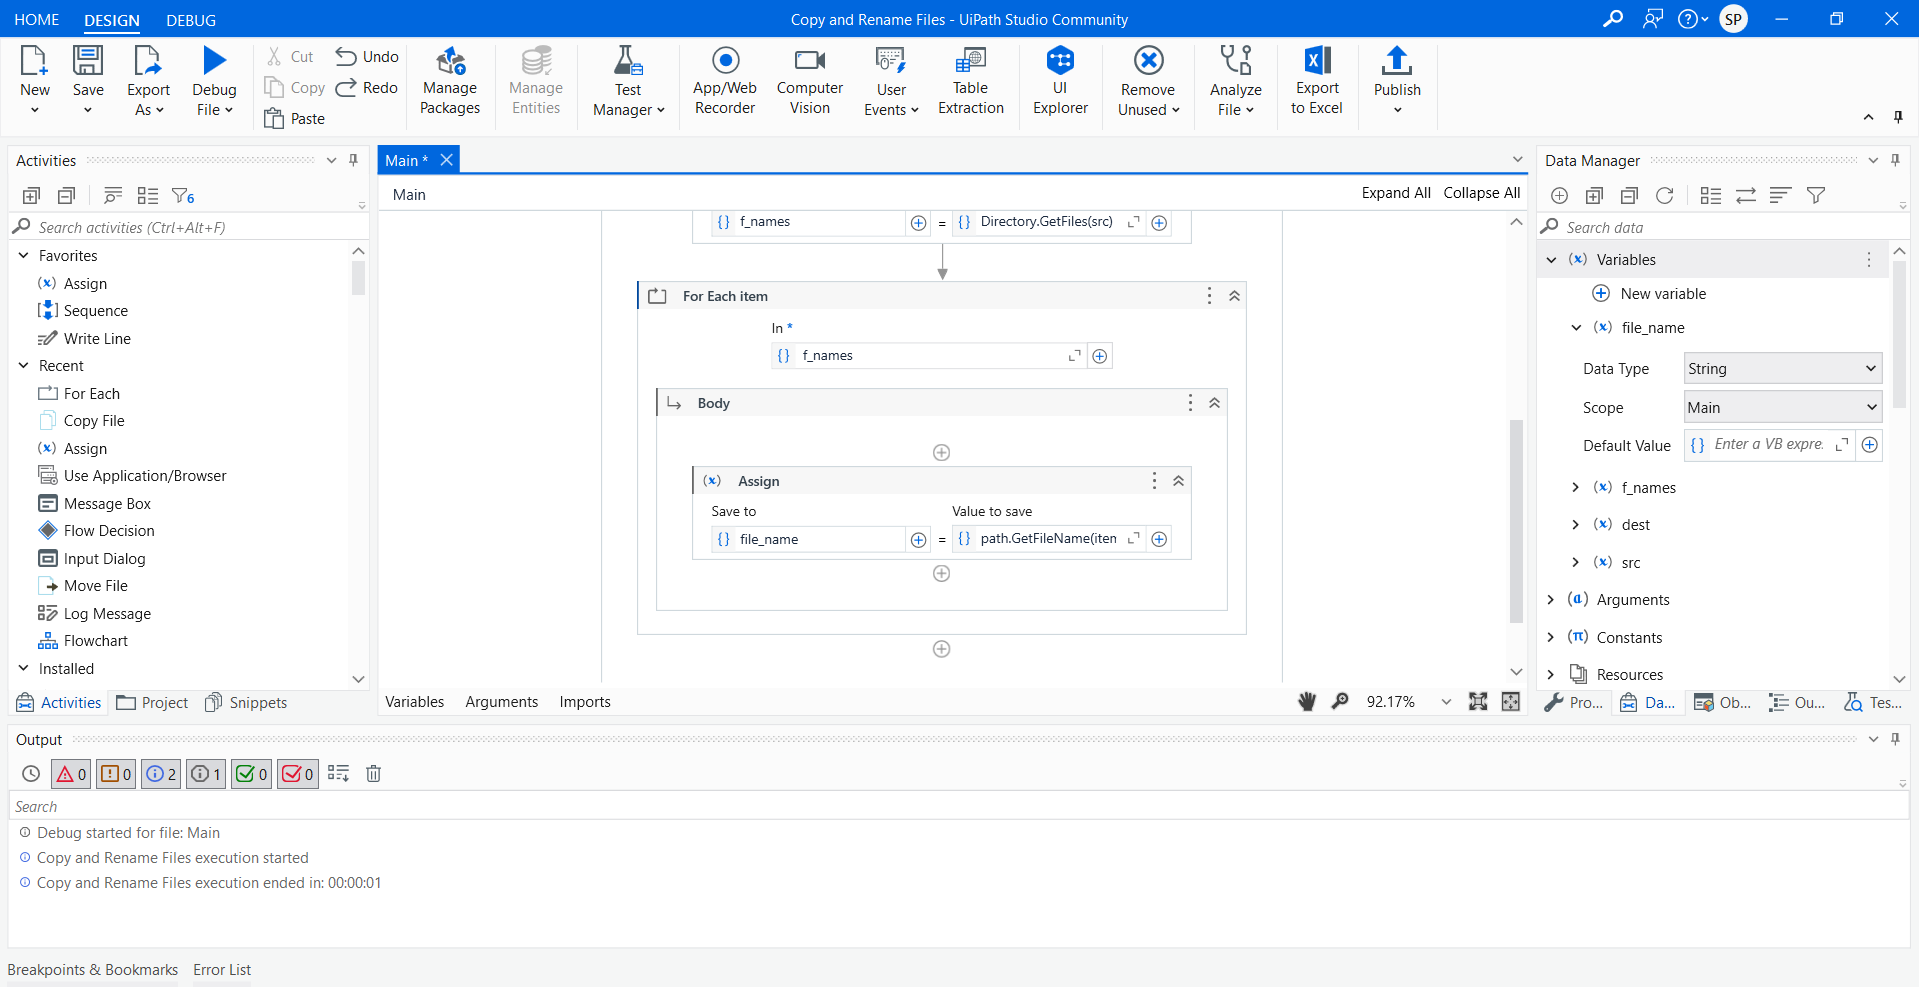 HOME DESIGN DEBUG
Copy and Rename Files - UiPath Studio Community
SP
New
Save
Export As
Debug File
Cut
Copy
Paste
Undo
Redo
Manage Packages
Manage Entities
Test Manager
App/Web Recorder
Computer Vision
User Events
Table Extraction
UI Explorer
Remove Unused
Analyze File
Export to Excel
Publish
Activities
6
Search activities (Ctrl+Alt+F)
Favorites
(x) Assign
Sequence
Write Line
Recent
For Each
Copy File
(x) Assign
Use Application/Browser
Message Box
Flow Decision
Input Dialog
Move File
Log Message
Flowchart
Installed
Activities Project Snippets
Main *
Main
Expand All Collapse All
{} f_names = {} Directory.GetFiles(src)
For Each item
In *
{} f_names
Body
(x) Assign
Save to Value to save
{} file_name = {} path.GetFileName(item
Variables Arguments Imports
92.17%
Data Manager
Search data
(x) Variables
New variable
(x) file_name
Data Type String
Scope Main
Default Value {} Enter a VB expre.
(x) f_names
(x) dest
(x) src
(a) Arguments
(π) Constants
Resources
Pro... Da... Ob... Ou... Tes...
Output
0 0 2 1 0 0
Search
Debug started for file: Main
Copy and Rename Files execution started
Copy and Rename Files execution ended in: 00:00:01
Breakpoints & Bookmarks Error List